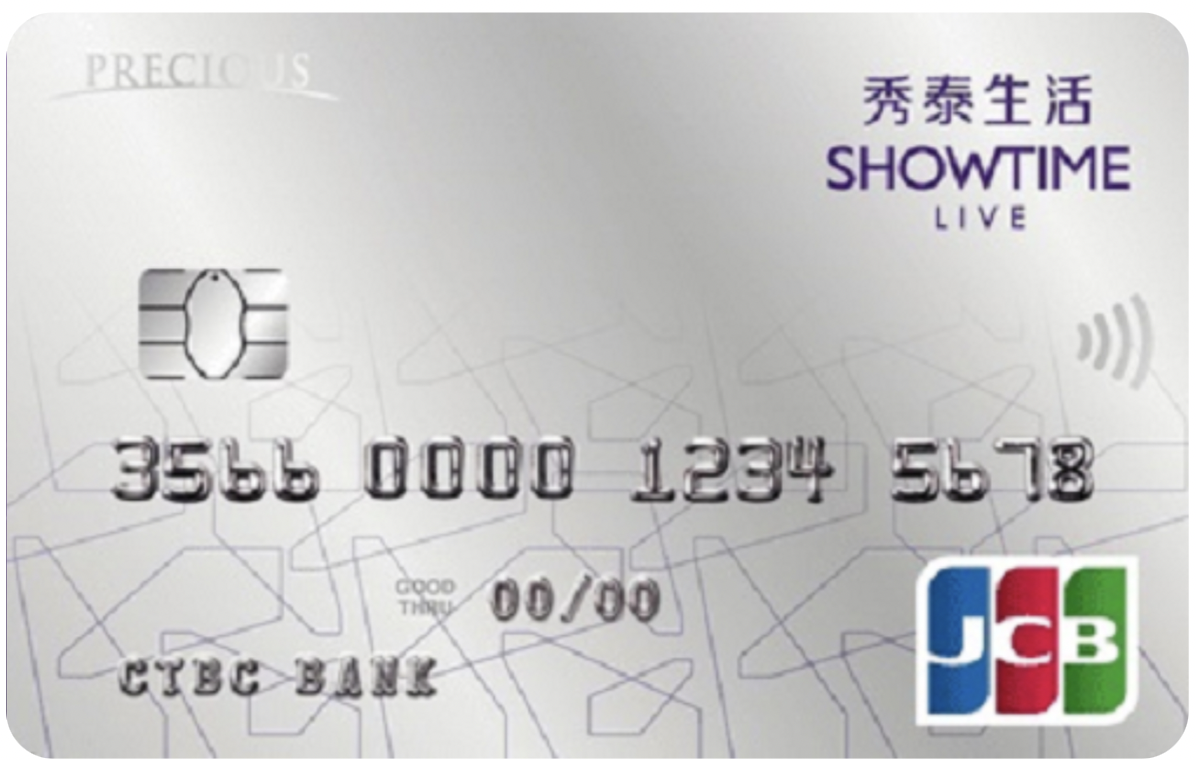 PRECIOUS
秀泰生活
SHOWTIME
LIVE
3566 0000 1234 5678
GOOD
THRU
00/00
CTBC BANK
JCB